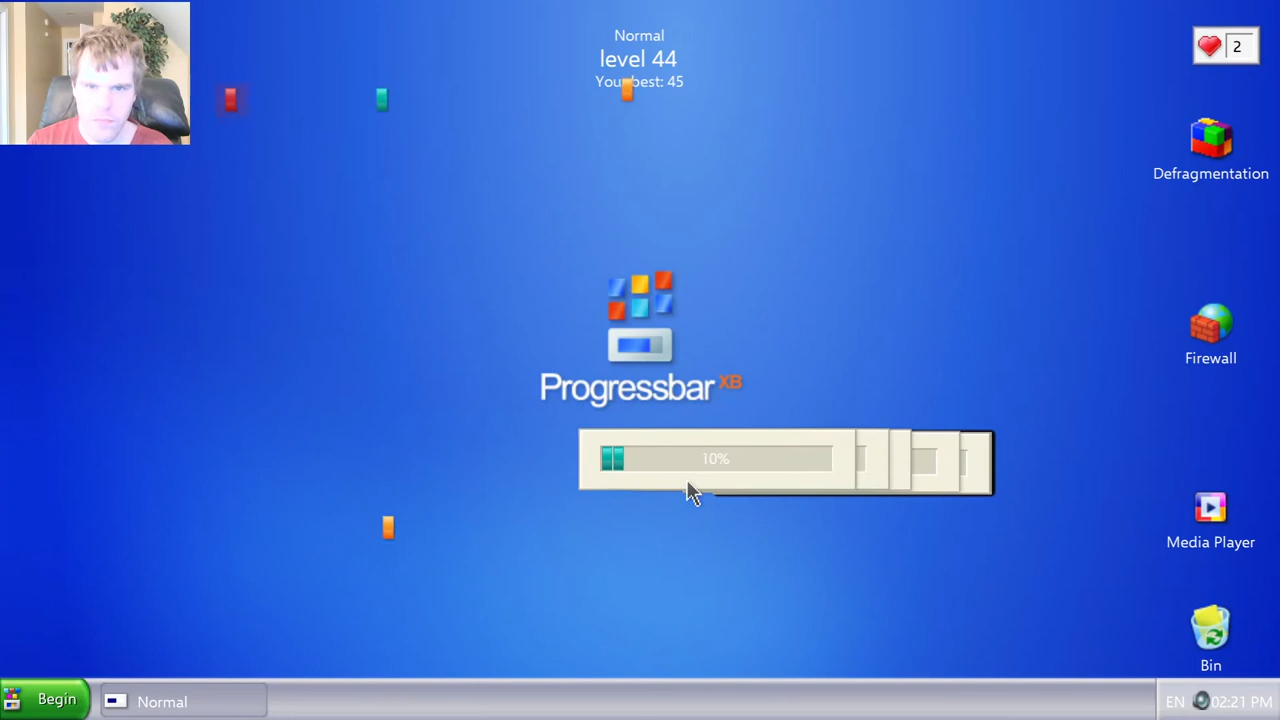 Normal
level 44
Your best: 45
2
Defragmentation
Firewall
Progressbar XB
10%
Media Player
Bin
Begin
Normal
EN 02:21 PM